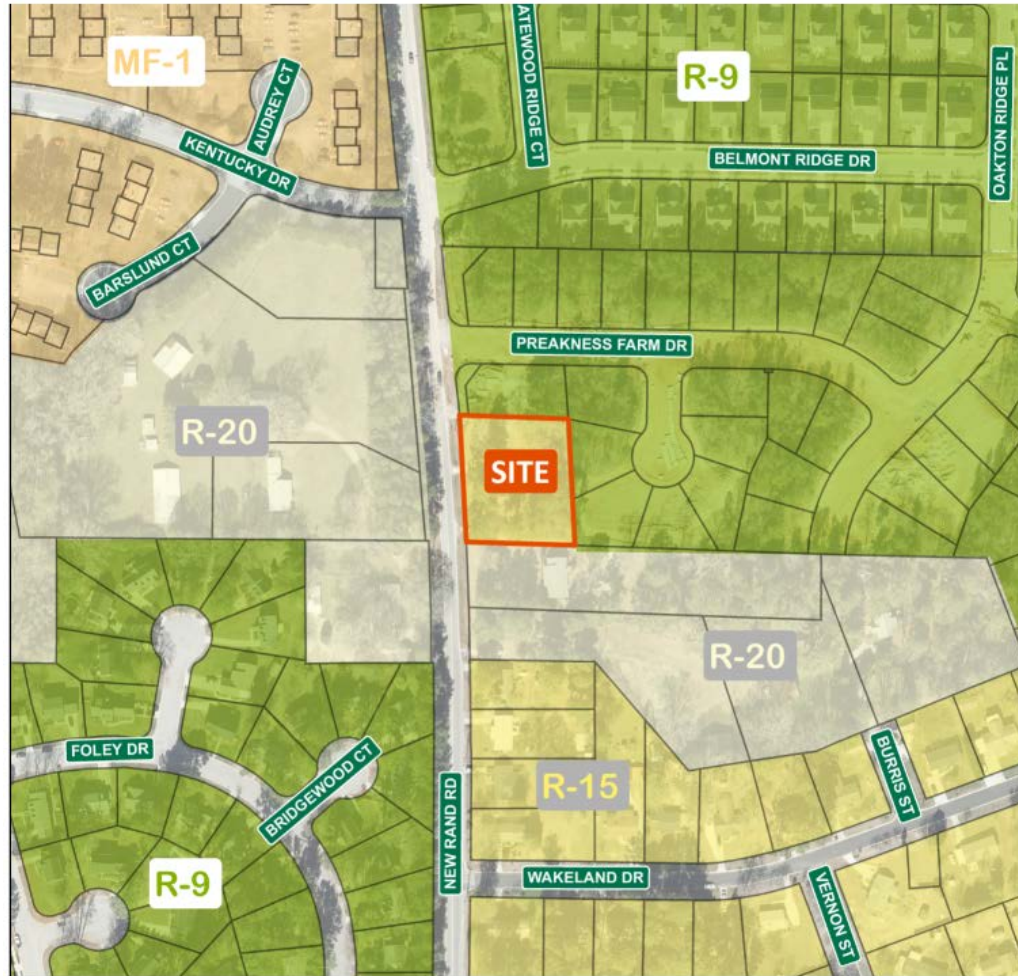 ATEWOOD RIDGE CT
MF-1
R-9
AUDREY CT
KENTUCKY DR
BELMONT RIDGE DR
OAKTON RIDGE PL
BARSLUND CT
PREAKNESS FARM DR
R-20
SITE
R-20
FOLEY DR
BRIDGEWOOD CT
NEW RAND RD
R-15
BURRIS ST
R-9
WAKELAND DR
VERNON ST